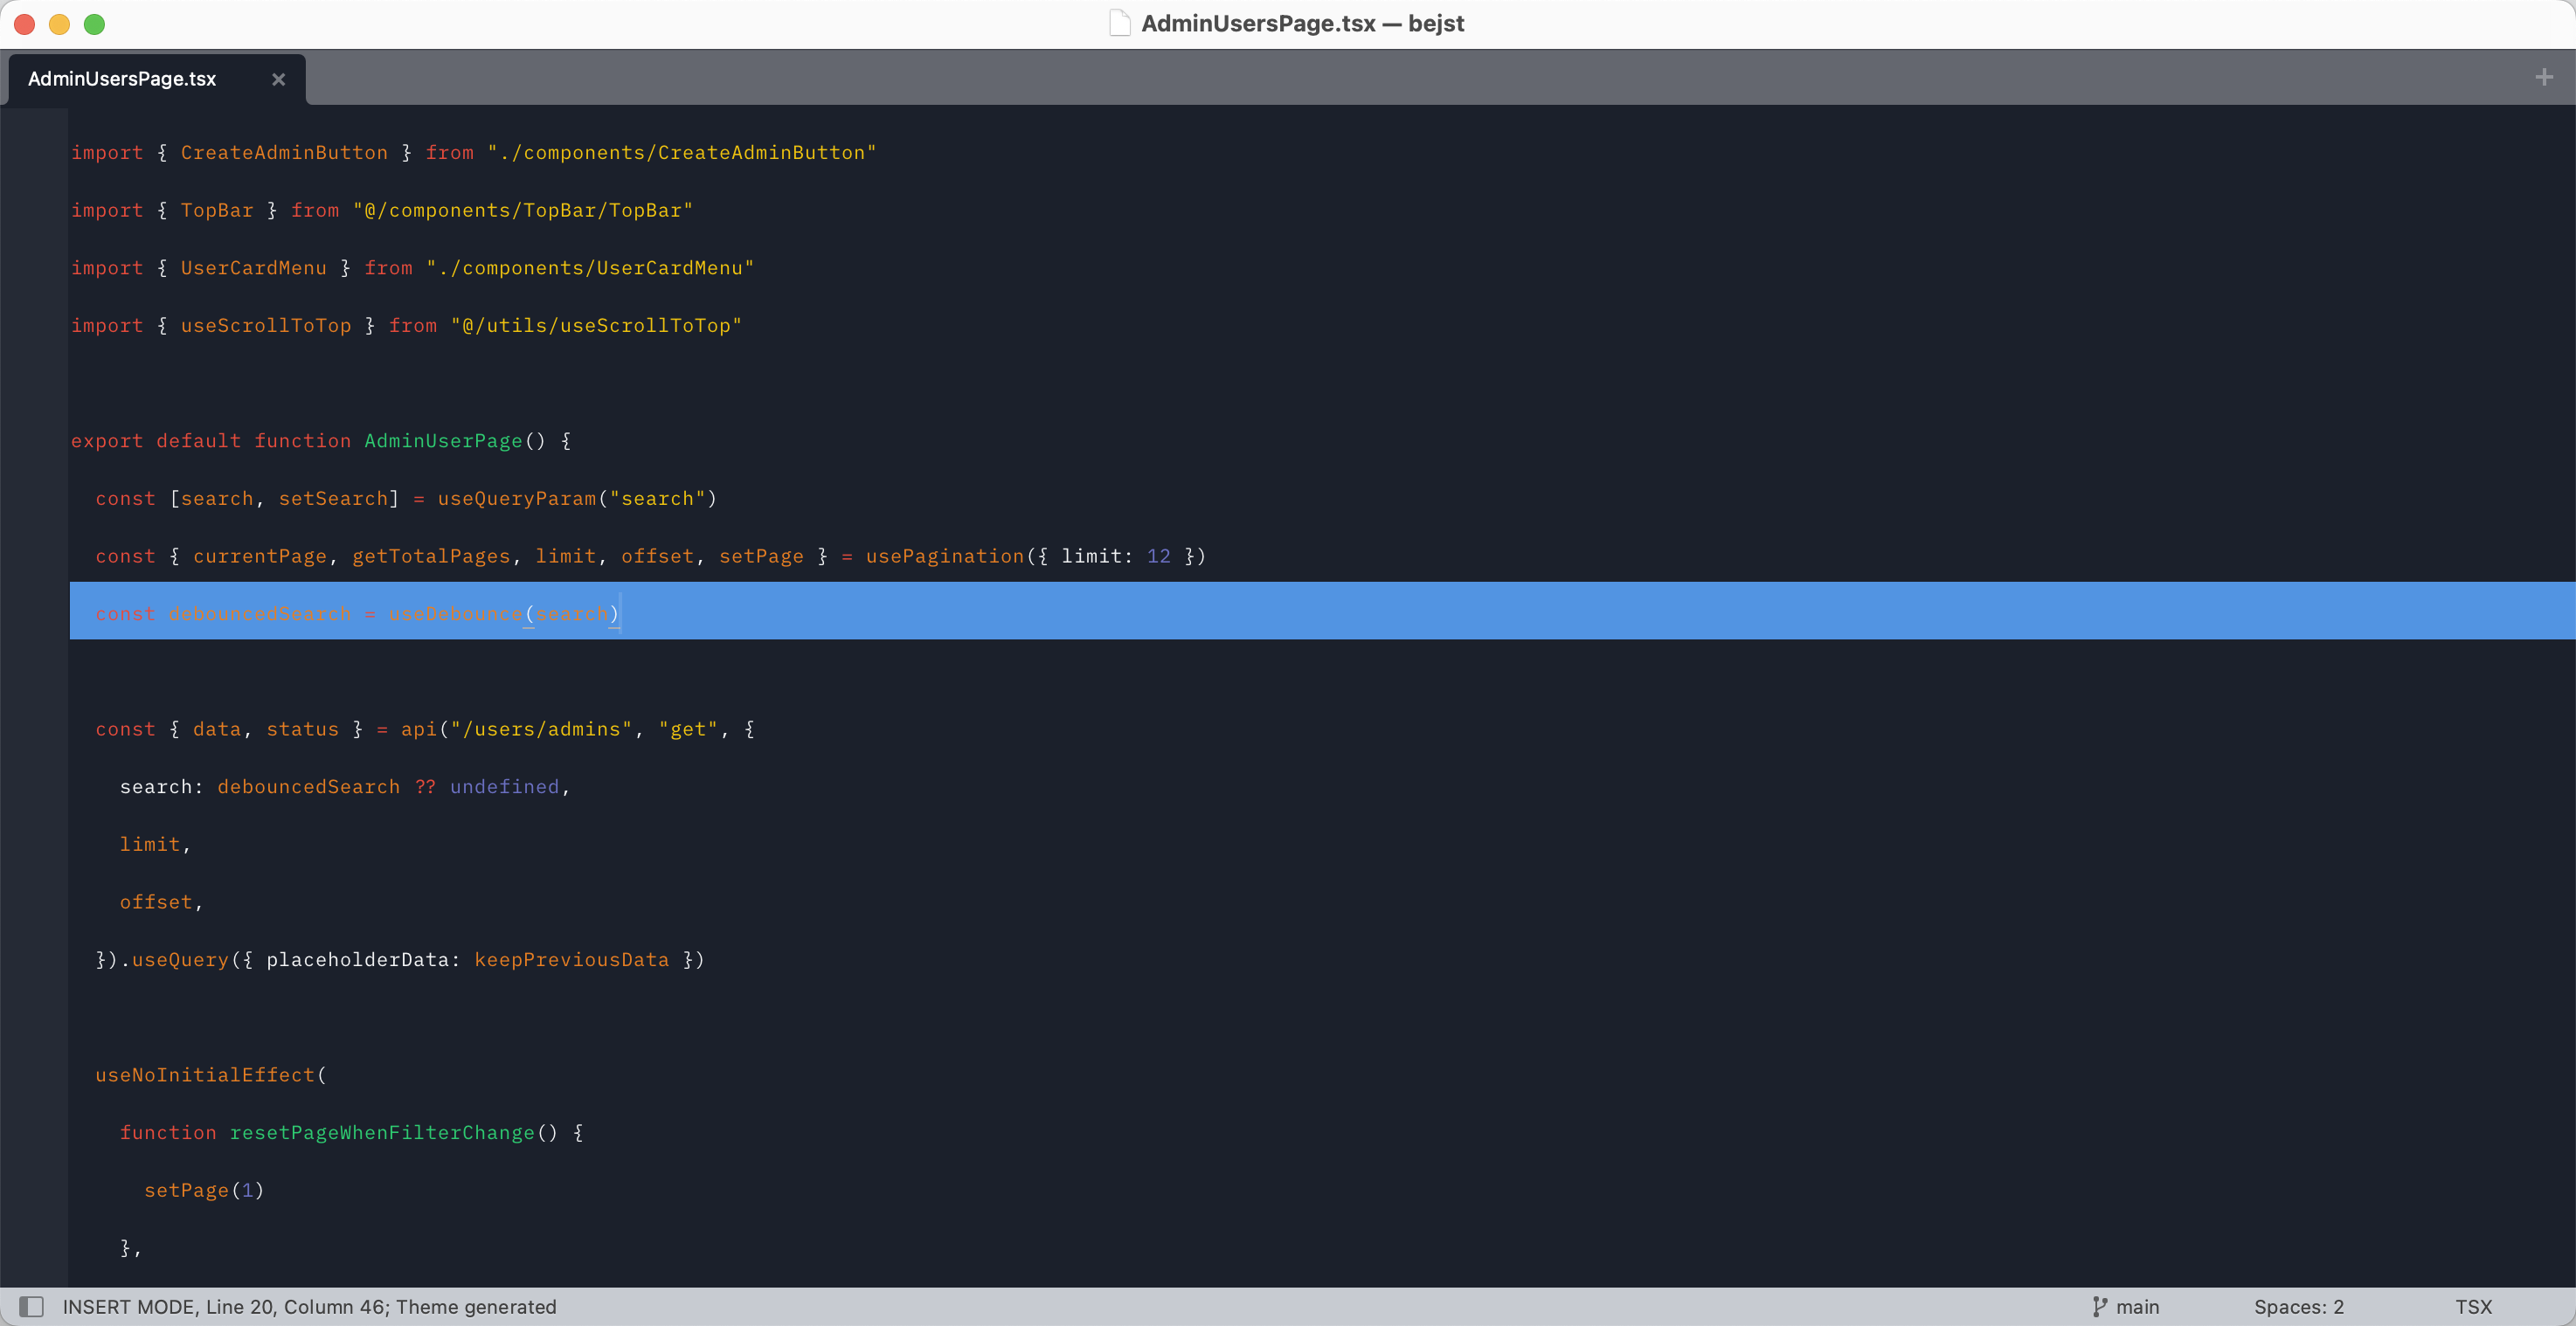 AdminUsersPage.tsx — bejst
AdminUsersPage.tsx
import { CreateAdminButton } from "./components/CreateAdminButton"
import { TopBar } from "@/components/TopBar/TopBar"
import { UserCardMenu } from "./components/UserCardMenu"
import { useScrollToTop } from "@/utils/useScrollToTop"
export default function AdminUserPage() {
const [search, setSearch] = useQueryParam("search")
const { currentPage, getTotalPages, limit, offset, setPage } = usePagination({ limit: 12 })
const debouncedSearch = useDebounce(search)
const { data, status } = api("/users/admins", "get", {
search: debouncedSearch ?? undefined,
limit,
offset,
}).useQuery({ placeholderData: keepPreviousData })
useNoInitialEffect(
function resetPageWhenFilterChange() {
setPage(1)
},
INSERT MODE, Line 20, Column 46; Theme generated
main
Spaces: 2
TSX